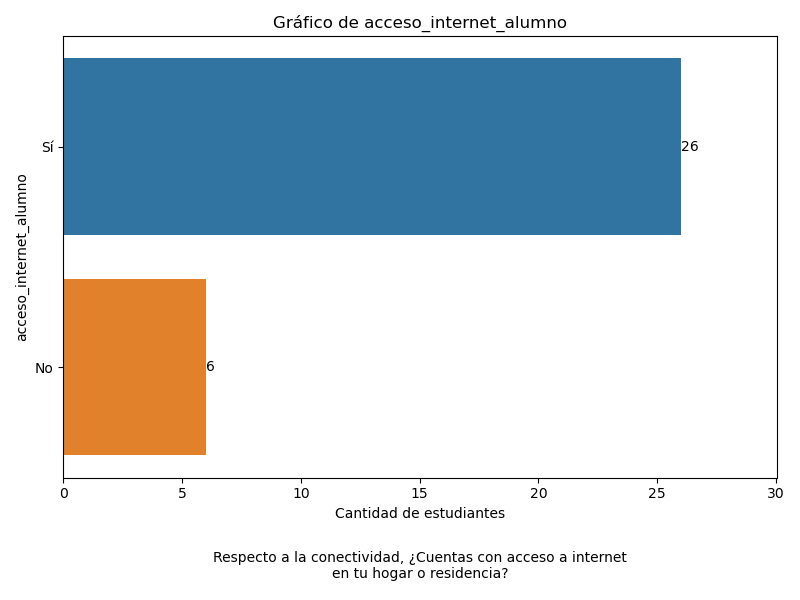 Gráfico de acceso_internet_alumno
acceso_internet_alumno
Sí
26
No
6
0
5
10
15
20
25
30
Cantidad de estudiantes
Respecto a la conectividad, ¿Cuentas con acceso a internet
en tu hogar o residencia?